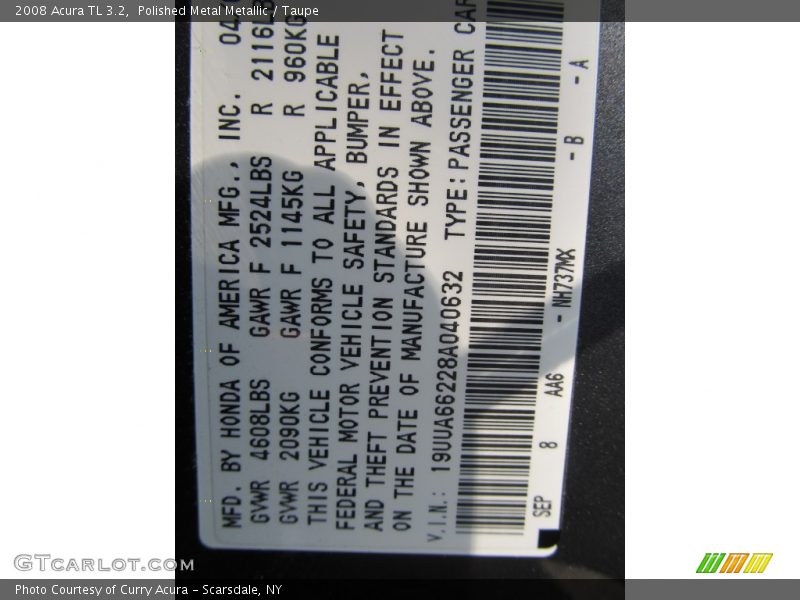 2008 Acura TL 3.2, Polished Metal Metallic / Taupe
MFD. BY HONDA OF AMERICA MFG., INC. 04/
GVWR 4608LBS GAWR F 2524LBS R 2116LBS
GVWR 2090KG GAWR F 1145KG R 960KG
THIS VEHICLE CONFORMS TO ALL APPLICABLE
FEDERAL MOTOR VEHICLE SAFETY, BUMPER,
AND THEFT PREVENTION STANDARDS IN EFFECT
ON THE DATE OF MANUFACTURE SHOWN ABOVE.
V.I.N.: 19UUA66228A040632 TYPE: PASSENGER CAR
SEP 8 AA6 - NH737MX - B - A
GTCARLOT.COM
Photo Courtesy of Curry Acura - Scarsdale, NY